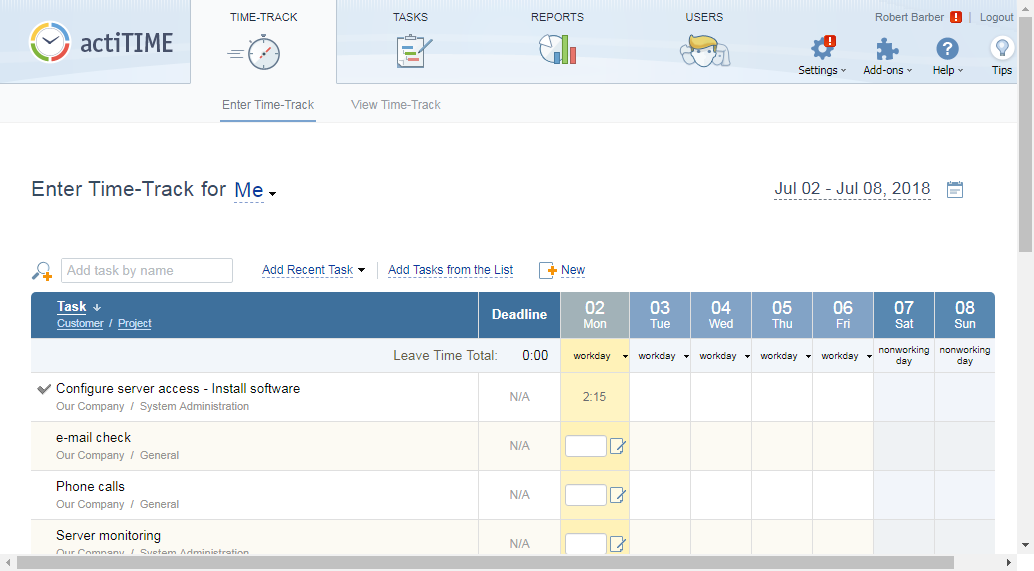 actiTIME
TIME-TRACK
TASKS
REPORTS
USERS
Robert Barber ! | Logout
Settings
Add-ons
Help
Tips
Enter Time-Track
View Time-Track
Enter Time-Track for Me
Jul 02 - Jul 08, 2018
Add task by name
Add Recent Task
Add Tasks from the List
New
Task
Customer / Project
Deadline
02 Mon
03 Tue
04 Wed
05 Thu
06 Fri
07 Sat
08 Sun
Leave Time Total: 0:00
workday
workday
workday
workday
workday
nonworking
day
nonworking
day
Configure server access - Install software
Our Company / System Administration
N/A
2:15
e-mail check
Our Company / General
N/A
Phone calls
Our Company / General
N/A
Server monitoring
Our Company / System Administration
N/A